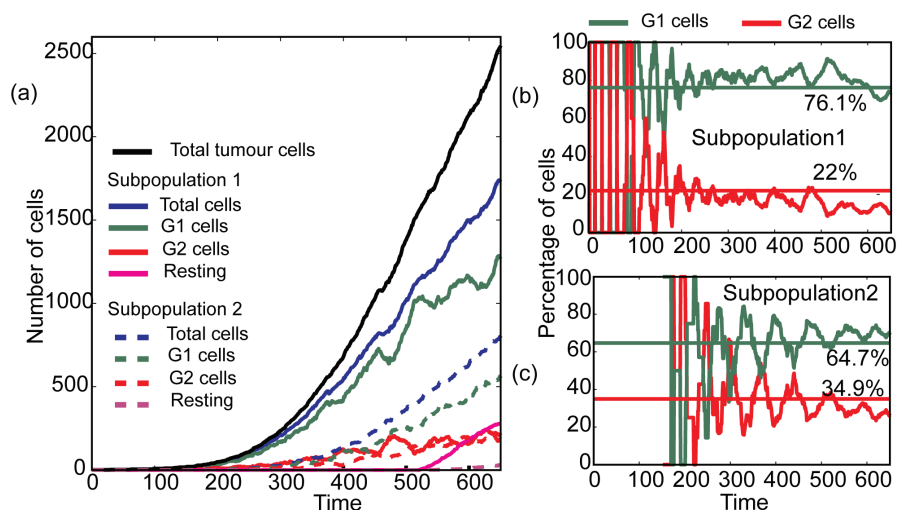 G1 cells
G2 cells
(a)
Number of cells
2500
2000
1500
1000
500
0
Total tumour cells
Subpopulation 1
Total cells
G1 cells
G2 cells
Resting
Subpopulation 2
Total cells
G1 cells
G2 cells
Resting
0
100
200
300
400
500
600
Time
(b)
Percentage of cells
100
80
60
40
20
0
76.1%
Subpopulation1
22%
0
100
200
300
400
500
600
(c)
100
80
60
40
20
0
Subpopulation2
64.7%
34.9%
0
100
200
300
400
500
600
Time